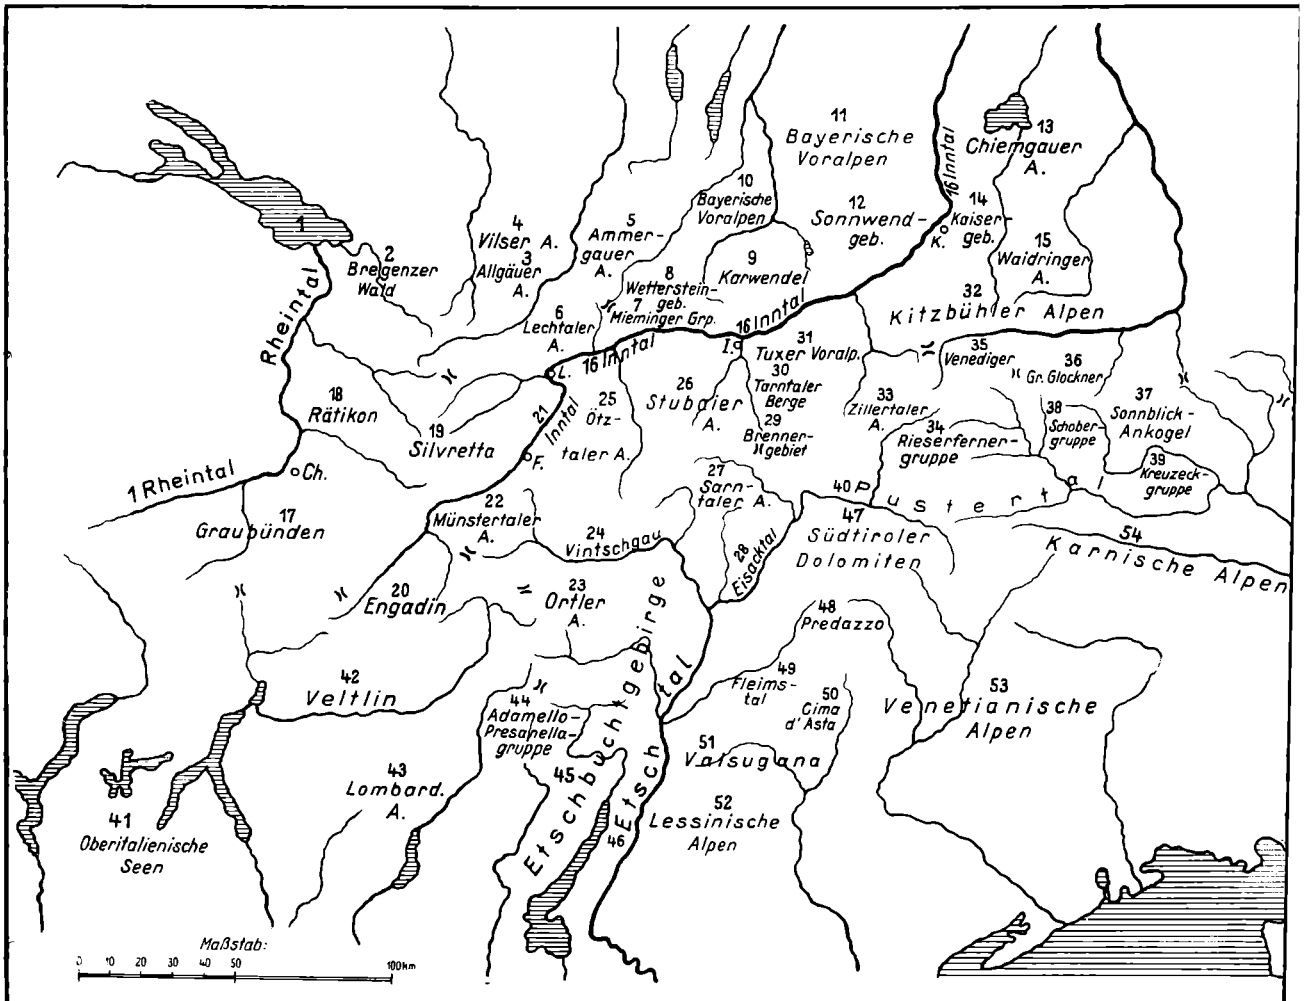 11
Bayerische
Voralpen
16 Inntal
13
Chiemgauer
A.
10
Bayerische
Voralpen
12
Sonnwend-
geb.
K.
14
Kaiser-
geb.
15
Waidringer
A.
1
2
Bregenzer
Wald
4
Vilser A.
3
Allgäuer
A.
5
Ammer-
gauer
A.
9
Karwendel
8
Wetterstein-
geb.
7
Mieminger Grp.
6
Lechtaler
A.
16 Inntal
16 Inntal
I.
L.
32
Kitzbühler Alpen
31
Tuxer Voralp.
30
Tarntaler
Berge
29
Brenner-
gebiet
35
Venediger
36
Gr. Glockner
37
Sonnblick-
Ankogel
Rheintal
18
Rätikon
19
Silvretta
21
Inntal
F.
25
Ötz-
taler A.
26
Stubaier
A.
33
Zillertaler
A.
34
Rieserferner-
gruppe
38
Schober-
gruppe
39
Kreuzeck-
gruppe
1 Rheintal
Ch.
17
Graubünden
22
Münstertaler
A.
24
Vintschgau
27
Sarn-
taler A.
28
Eisacktal
40 Pustertal
47
Südtiroler
Dolomiten
54
Karnische Alpen
20
Engadin
23
Ortler
A.
48
Predazzo
49
Fleims-
tal
50
Cima
d'Asta
53
Venetianische
Alpen
42
Veltlin
44
Adamello-
Presanella-
gruppe
45
Etschbuchtgebirge
46 Etschtal
51
Valsugana
52
Lessinische
Alpen
43
Lombard.
A.
41
Oberitalienische
Seen
Maßstab:
0 10 20 30 40 50 100 km